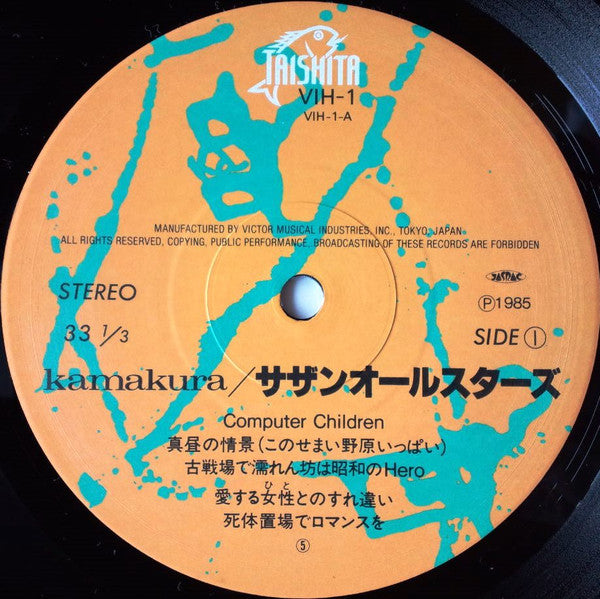 TAISHITA
VIH-1
VIH-1-A
MANUFACTURED BY VICTOR MUSICAL INDUSTRIES, INC., TOKYO, JAPAN
ALL RIGHTS RESERVED, COPYING, PUBLIC PERFORMANCE, BROADCASTING OF THESE RECORDS ARE FORBIDDEN
STEREO
JASRAC
Ⓟ1985
33 1/3
SIDE ①
kamakura/サザンオールスターズ
Computer Children
真昼の情景(このせまい野原いっぱい)
古戦場で濡れん坊は昭和のHero
ひと
愛する女性とのすれ違い
死体置場でロマンスを
⑤